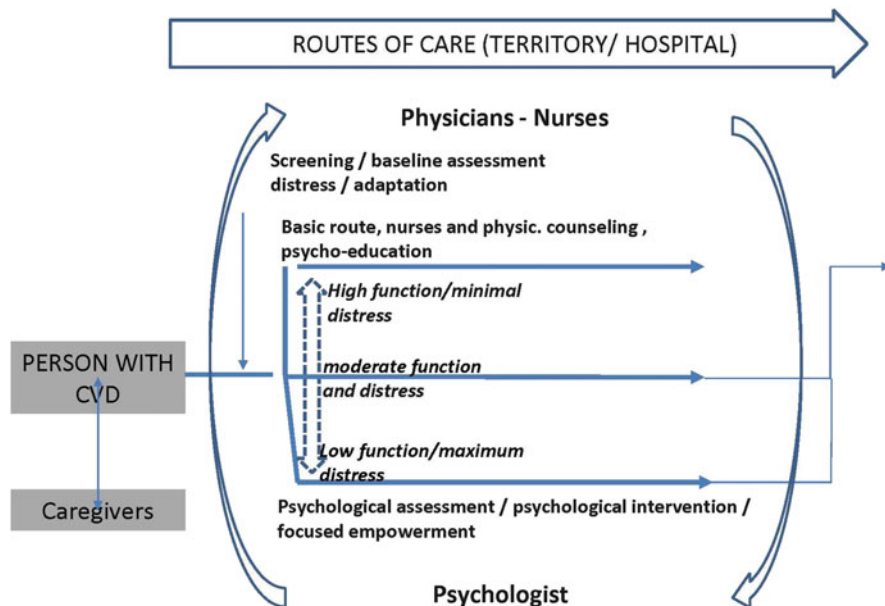 ROUTES OF CARE (TERRITORY/ HOSPITAL)
Physicians - Nurses
Screening / baseline assessment
distress / adaptation
Basic route, nurses and physic. counseling ,
psycho-education
High function/minimal
distress
PERSON WITH
CVD
moderate function
and distress
Low function/maximum
distress
Caregivers
Psychological assessment / psychological intervention /
focused empowerment
Psychologist